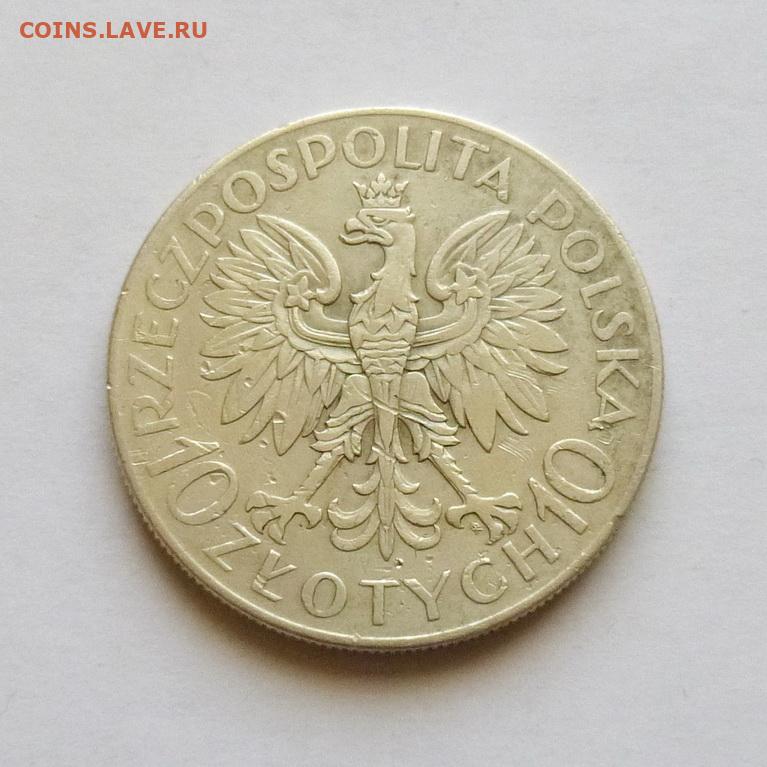 COINS.LAVE.RU
RZECZPOSPOLITA POLSKA
10 ZŁOTYCH 10